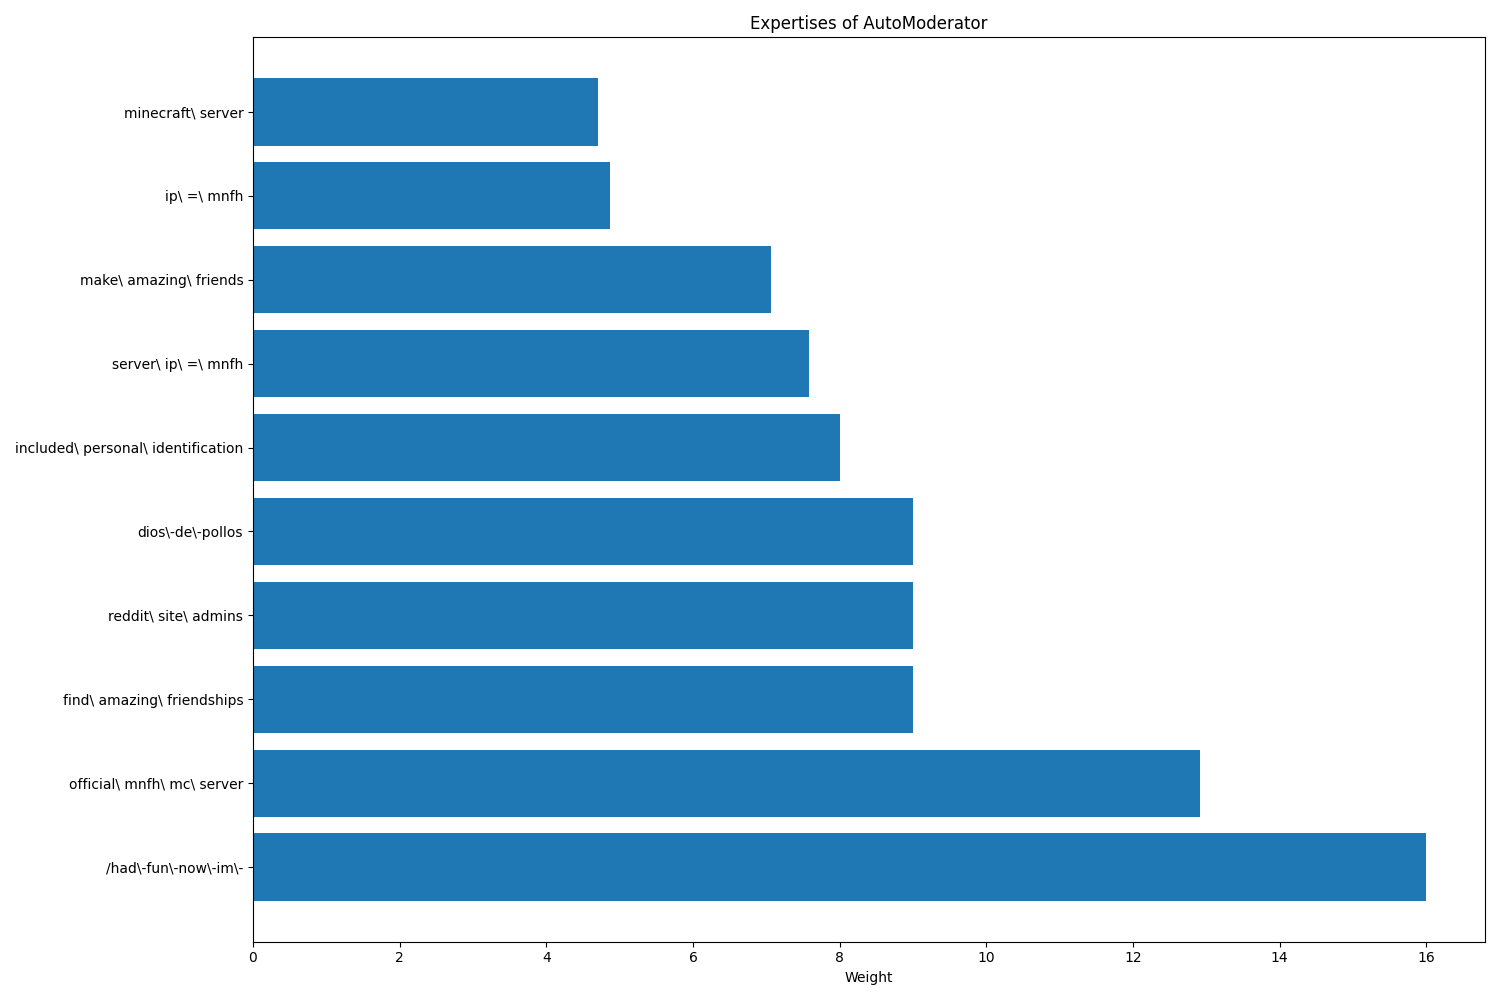 Expertises of AutoModerator
minecraft\ server
ip\ =\ mnfh
make\ amazing\ friends
server\ ip\ =\ mnfh
included\ personal\ identification
dios\-de\-pollos
reddit\ site\ admins
find\ amazing\ friendships
official\ mnfh\ mc\ server
/had\-fun\-now\-im\-
0 2 4 6 8 10 12 14 16
Weight